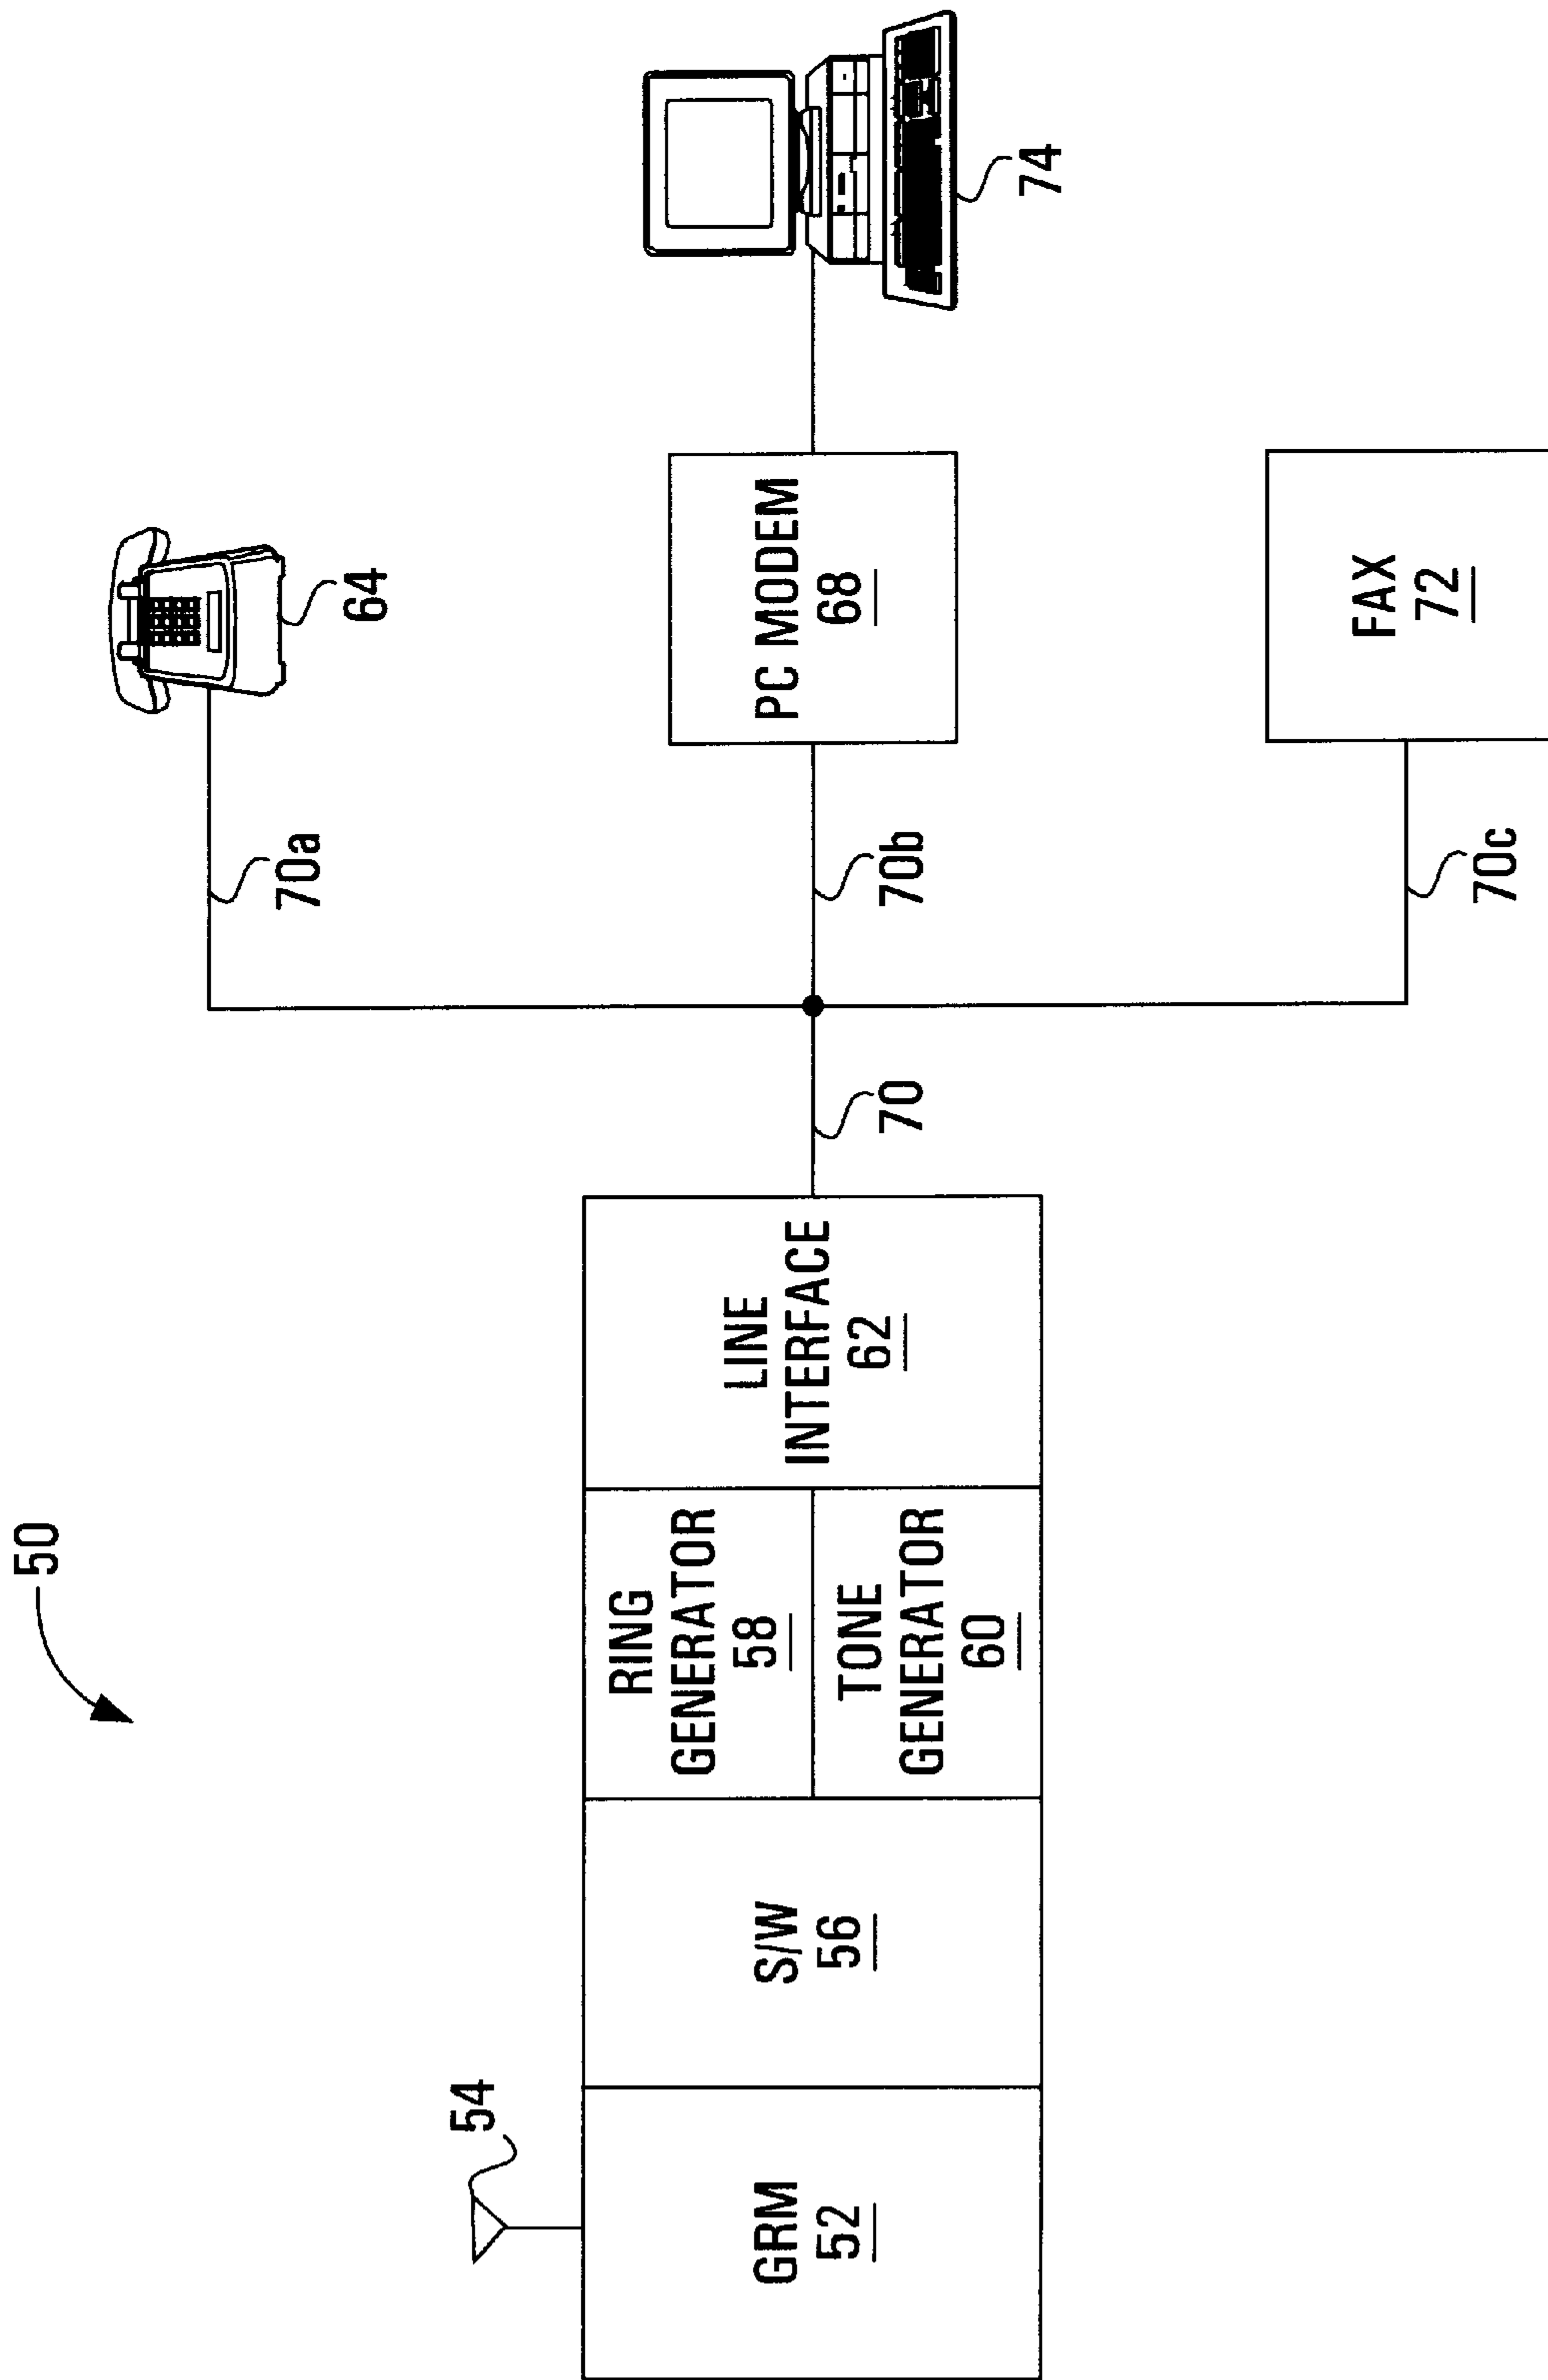 50
54
GRM
52
S/W
56
RING
GENERATOR
58
TONE
GENERATOR
60
LINE
INTERFACE
62
70
70a
70b
70c
64
PC MODEM
68
FAX
72
74